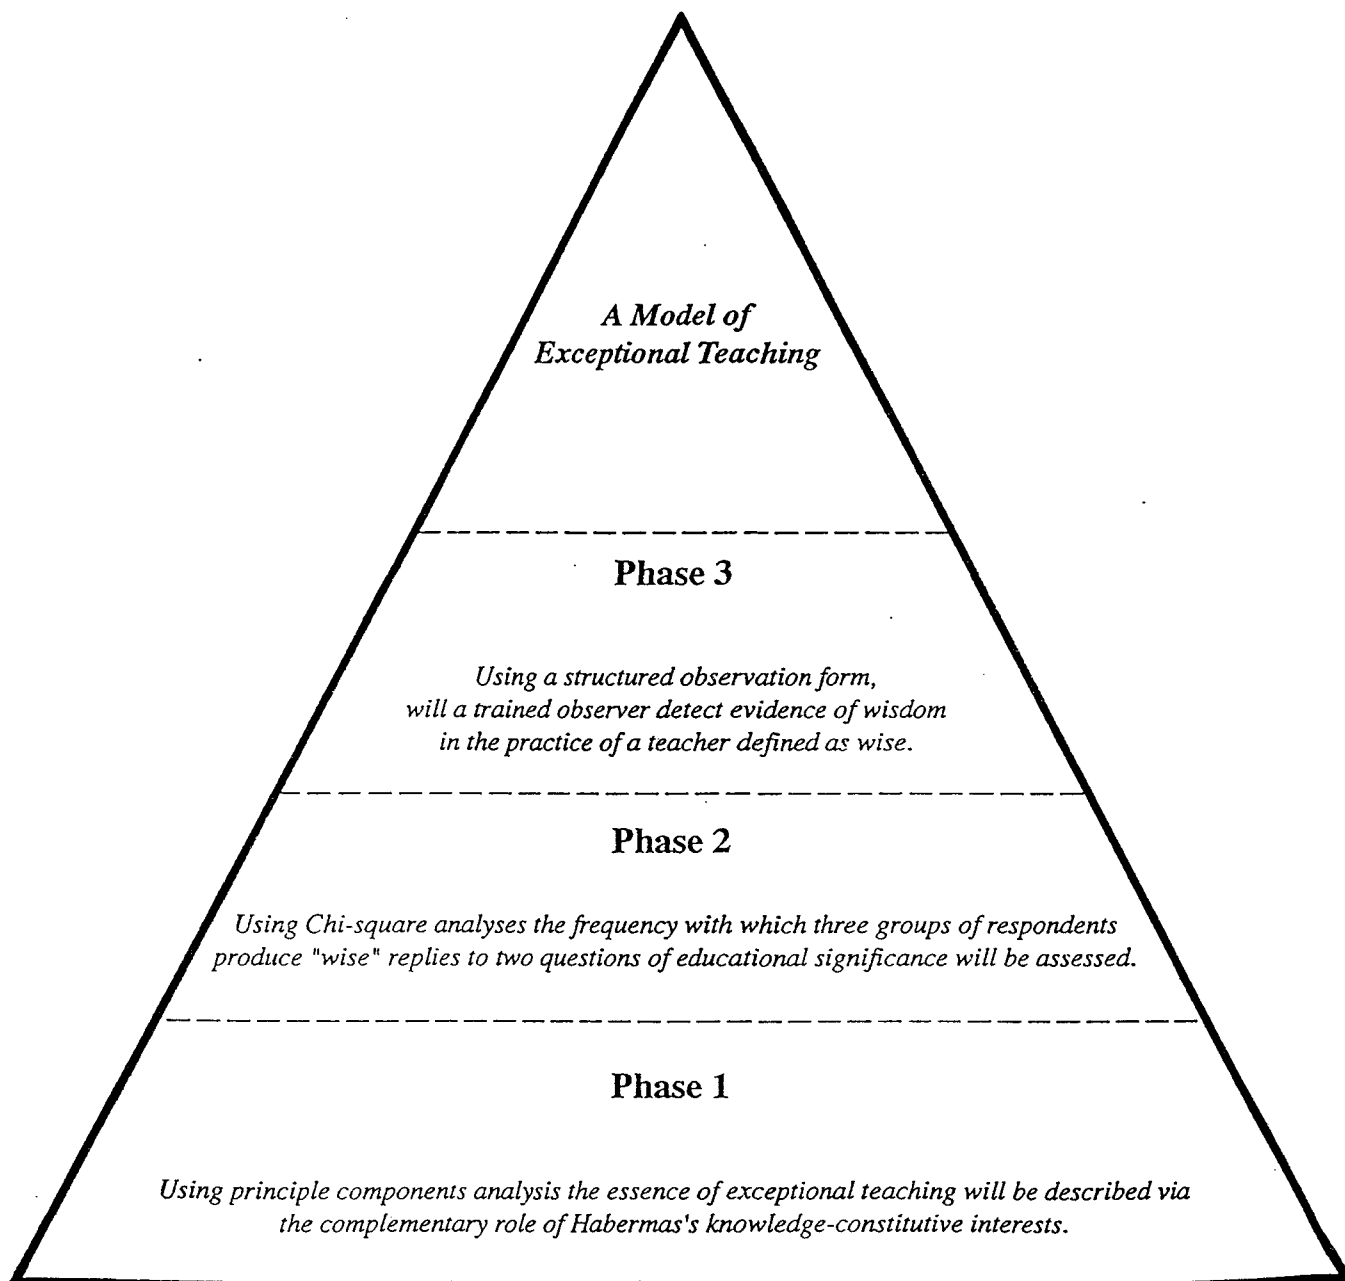 A Model of
Exceptional Teaching
Phase 3
Using a structured observation form,
will a trained observer detect evidence of wisdom
in the practice of a teacher defined as wise.
Phase 2
Using Chi-square analyses the frequency with which three groups of respondents
produce "wise" replies to two questions of educational significance will be assessed.
Phase 1
Using principle components analysis the essence of exceptional teaching will be described via
the complementary role of Habermas's knowledge-constitutive interests.